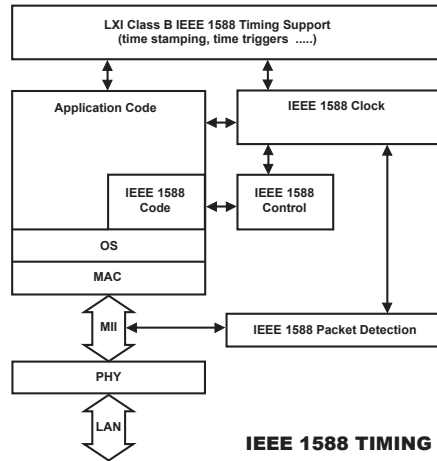 LXI Class B IEEE 1588 Timing Support
(time stamping, time triggers .....)
Application Code
IEEE 1588 Clock
IEEE 1588
Code
IEEE 1588
Control
OS
MAC
MII
IEEE 1588 Packet Detection
PHY
LAN
IEEE 1588 TIMING